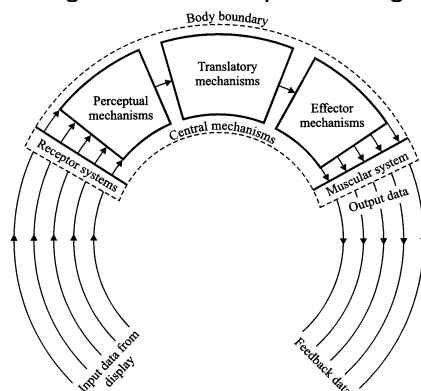 Body boundary
Translatory
mechanisms
Perceptual
mechanisms
Effector
mechanisms
Central mechanisms
Receptor systems
Muscular system
Output data
Input data from
display
Feedback data